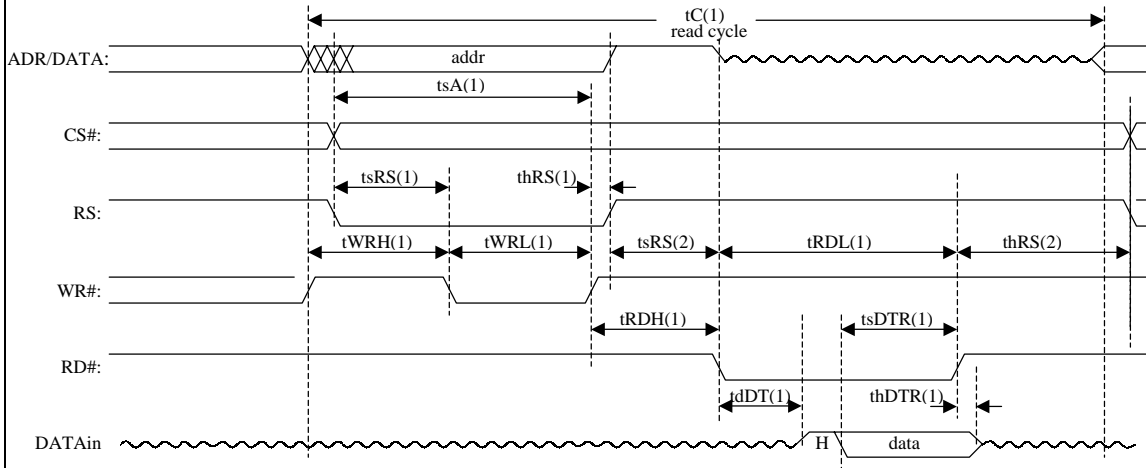 tC(1)
read cycle
ADR/DATA:
addr
tsA(1)
CS#:
tsRS(1)
thRS(1)
RS:
tWRH(1)
tWRL(1)
tsRS(2)
tRDL(1)
thRS(2)
WR#:
tRDH(1)
tsDTR(1)
RD#:
tdDT(1)
thDTR(1)
DATAin
H
data